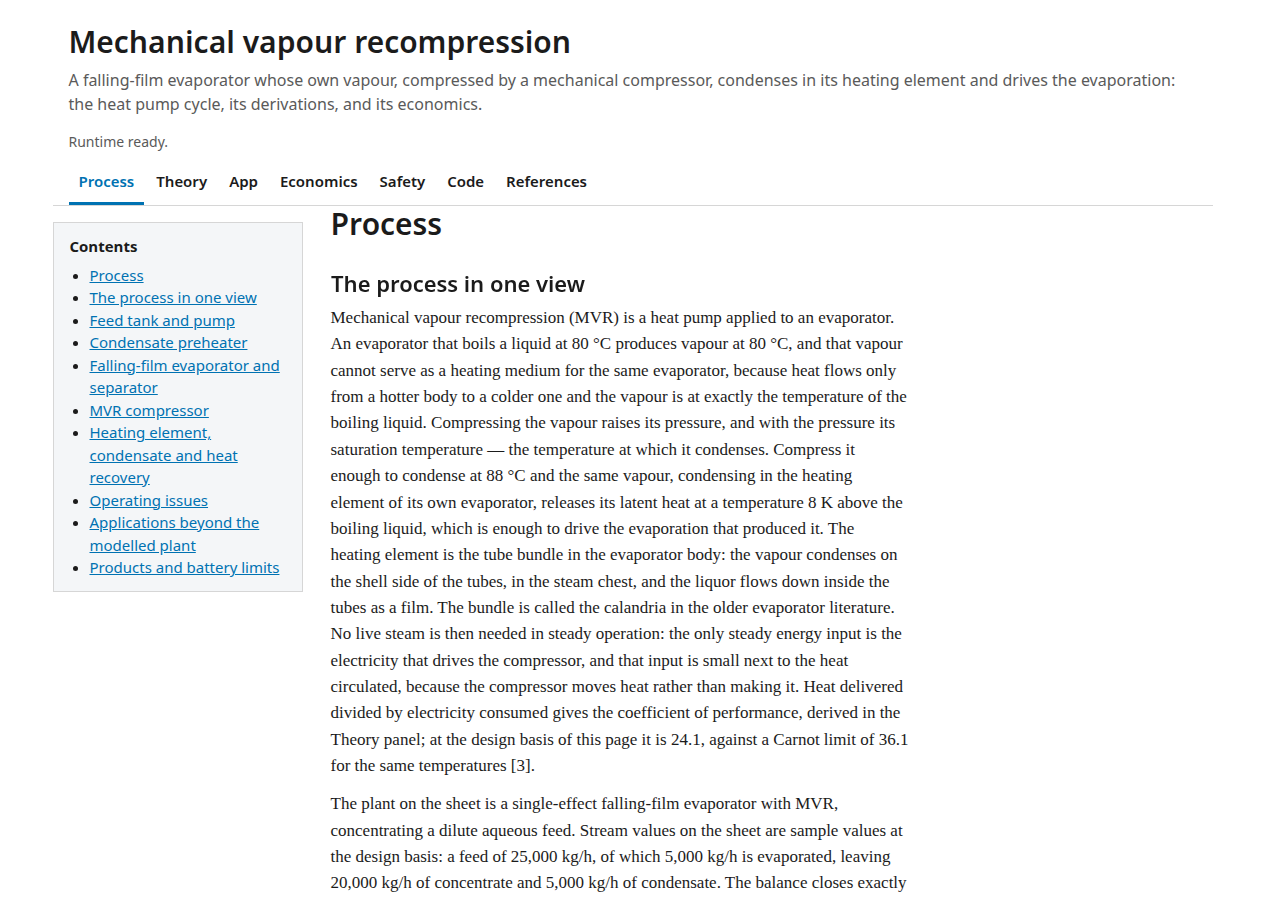 Mechanical vapour recompression
A falling-film evaporator whose own vapour, compressed by a mechanical compressor, condenses in its heating element and drives the evaporation:
the heat pump cycle, its derivations, and its economics.
Runtime ready.
Process Theory App Economics Safety Code References
Contents
Process
The process in one view
Feed tank and pump
Condensate preheater
Falling-film evaporator and
separator
MVR compressor
Heating element,
condensate and heat
recovery
Operating issues
Applications beyond the
modelled plant
Products and battery limits
Process
The process in one view
Mechanical vapour recompression (MVR) is a heat pump applied to an evaporator.
An evaporator that boils a liquid at 80 °C produces vapour at 80 °C, and that vapour
cannot serve as a heating medium for the same evaporator, because heat flows only
from a hotter body to a colder one and the vapour is at exactly the temperature of the
boiling liquid. Compressing the vapour raises its pressure, and with the pressure its
saturation temperature — the temperature at which it condenses. Compress it
enough to condense at 88 °C and the same vapour, condensing in the heating
element of its own evaporator, releases its latent heat at a temperature 8 K above the
boiling liquid, which is enough to drive the evaporation that produced it. The
heating element is the tube bundle in the evaporator body: the vapour condenses on
the shell side of the tubes, in the steam chest, and the liquor flows down inside the
tubes as a film. The bundle is called the calandria in the older evaporator literature.
No live steam is then needed in steady operation: the only steady energy input is the
electricity that drives the compressor, and that input is small next to the heat
circulated, because the compressor moves heat rather than making it. Heat delivered
divided by electricity consumed gives the coefficient of performance, derived in the
Theory panel; at the design basis of this page it is 24.1, against a Carnot limit of 36.1
for the same temperatures [3].
The plant on the sheet is a single-effect falling-film evaporator with MVR,
concentrating a dilute aqueous feed. Stream values on the sheet are sample values at
the design basis: a feed of 25,000 kg/h, of which 5,000 kg/h is evaporated, leaving
20,000 kg/h of concentrate and 5,000 kg/h of condensate. The balance closes exactly